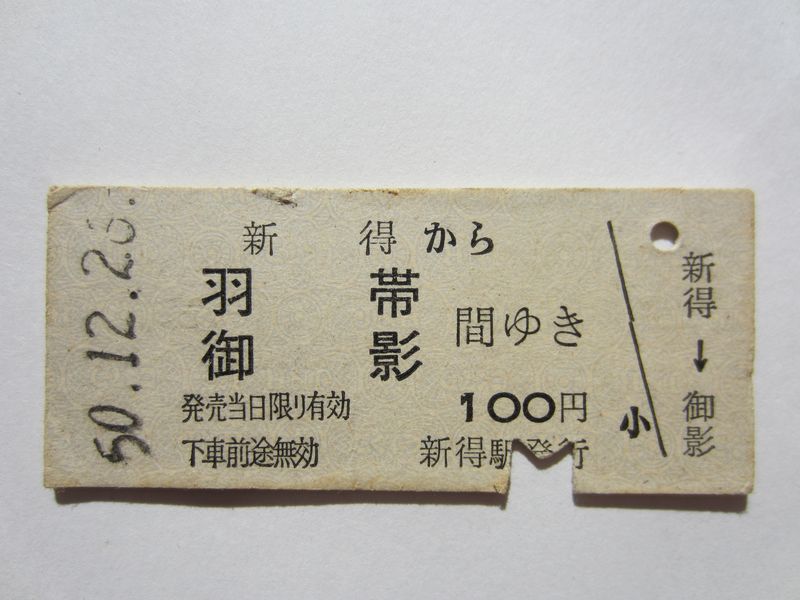 50.12.28.
新得から
羽帯
御影
間ゆき
発売当日限り有効
100円
下車前途無効
新得駅発行
小
新得→御影